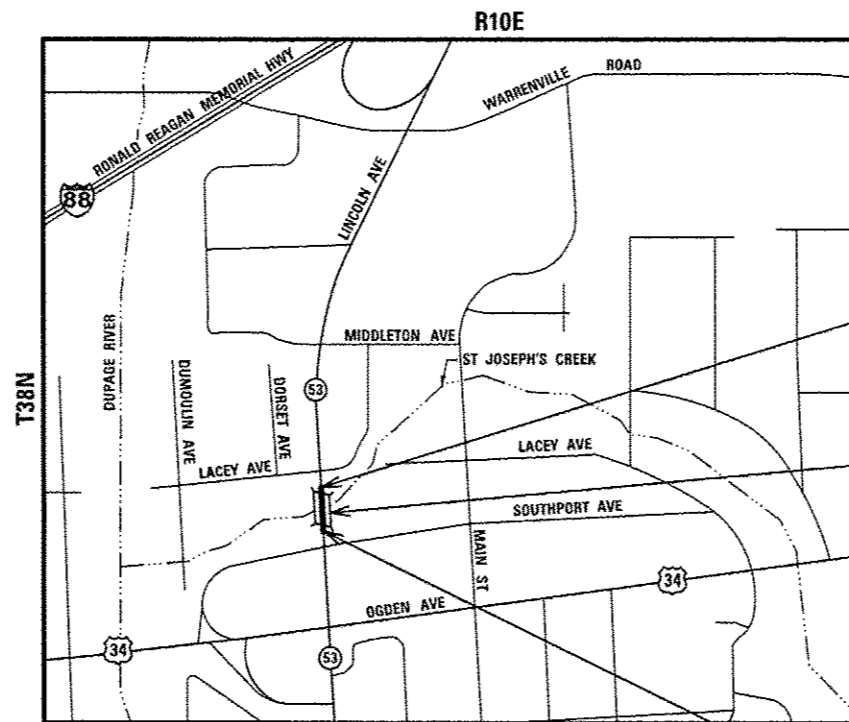 R10E
RONALD REAGAN MEMORIAL HWY
WARRENVILLE ROAD
88
LINCOLN AVE
T38N
DUPAGE RIVER
MIDDLETON AVE
ST JOSEPH'S CREEK
DUMOULIN AVE
DORSET AVE
53
LACEY AVE
LACEY AVE
SOUTHPORT AVE
MAIN ST
34
OGDEN AVE
34
53